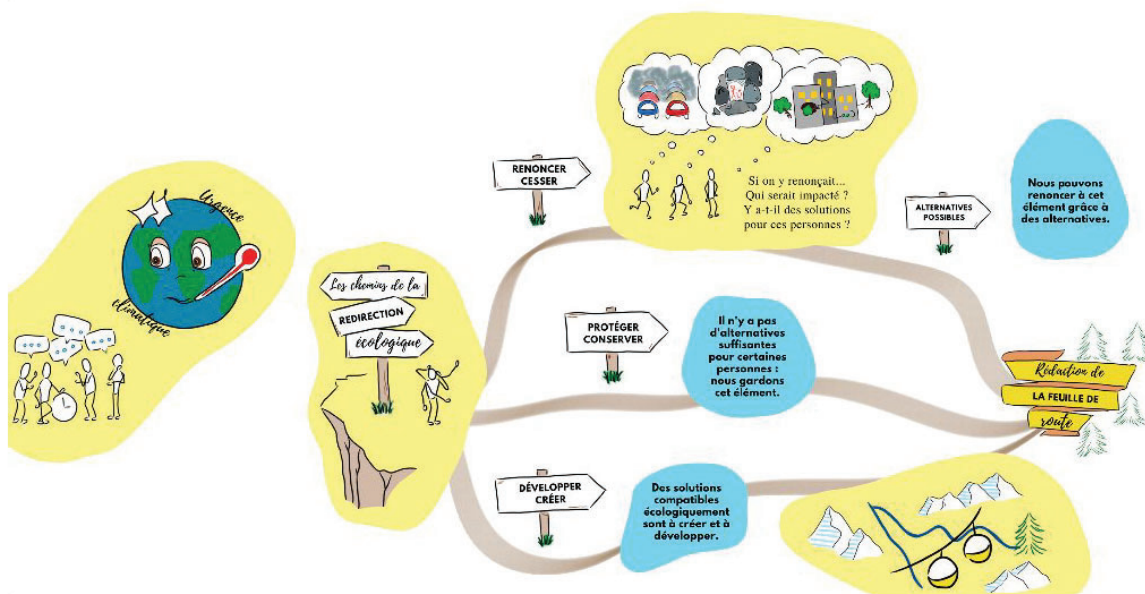 Urgence
climatique
Les chemins de la
REDIRECTION
écologique
RENONCER
CESSER
Si on y renonçait...
Qui serait impacté ?
Y a-t-il des solutions
pour ces personnes ?
ALTERNATIVES
POSSIBLES
Nous pouvons
renoncer à cet
élément grâce à
des alternatives.
PROTÉGER
CONSERVER
Il n'y a pas
d'alternatives
suffisantes
pour certaines
personnes :
nous gardons
cet élément.
DÉVELOPPER
CRÉER
Des solutions
compatibles
écologiquement
sont à créer et à
développer.
Rédaction de
LA FEUILLE DE
route